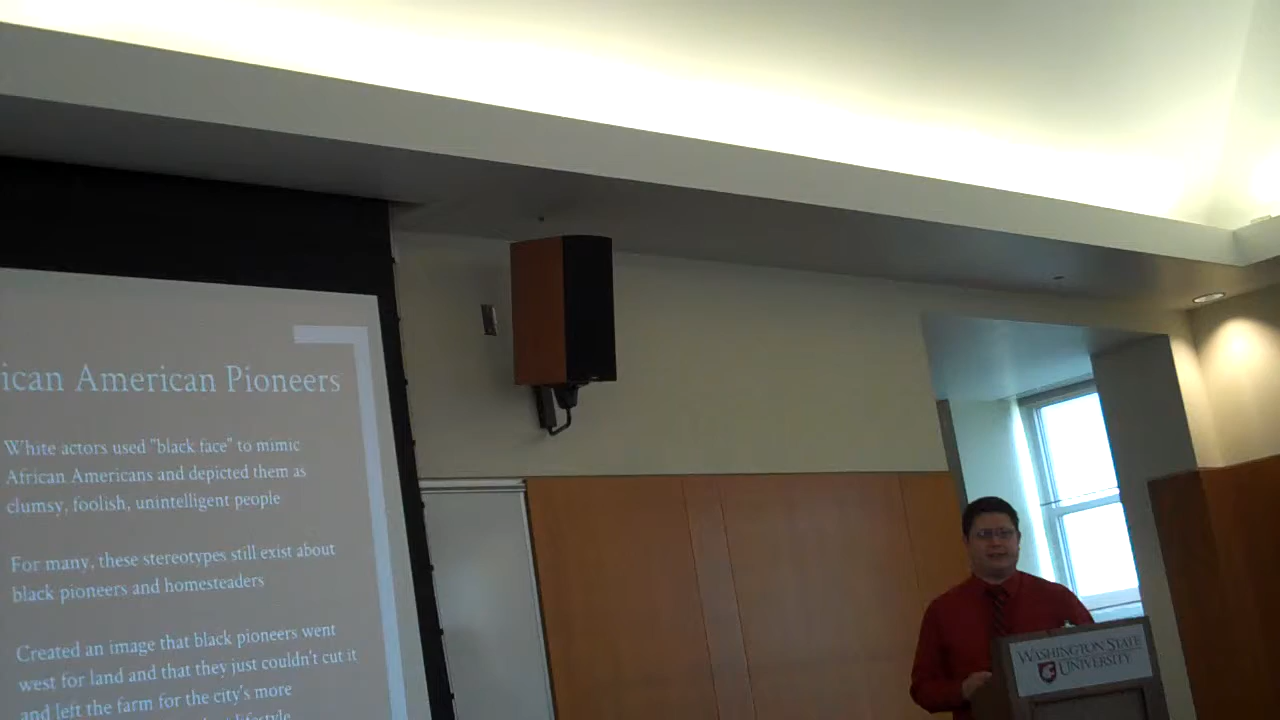 ican American Pioneers
White actors used "black face" to mimic
African Americans and depicted them as
clumsy, foolish, unintelligent people
For many, these stereotypes still exist about
black pioneers and homesteaders
Created an image that black pioneers went
west for land and that they just couldn't cut it
and left the farm for the city's more
lifestyle
WASHINGTON STATE
UNIVERSITY